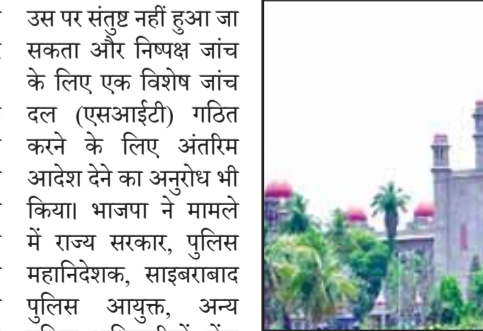 उस पर संतुष्ट नहीं हुआ जा
सकता और निष्पक्ष जांच
के लिए एक विशेष जांच
दल (एसआईटी) गठित
करने के लिए अंतरिम
आदेश देने का अनुरोध भी
किया। भाजपा ने मामले
में राज्य सरकार, पुलिस
महानिदेशक, साइबराबाद
पुलिस आयुक्त, अन्य